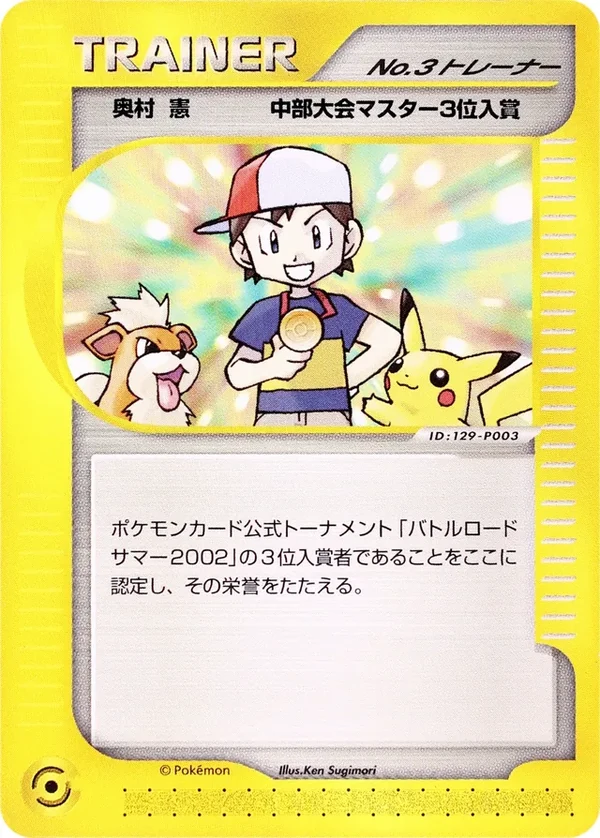 TRAINER
No.3トレーナー
奥村 憲 中部大会マスター3位入賞
ID:129-P003
ポケモンカード公式トーナメント「バトルロード
サマー2002」の3位入賞者であることをここに
認定し、その栄誉をたたえる。
© Pokémon Illus.Ken Sugimori